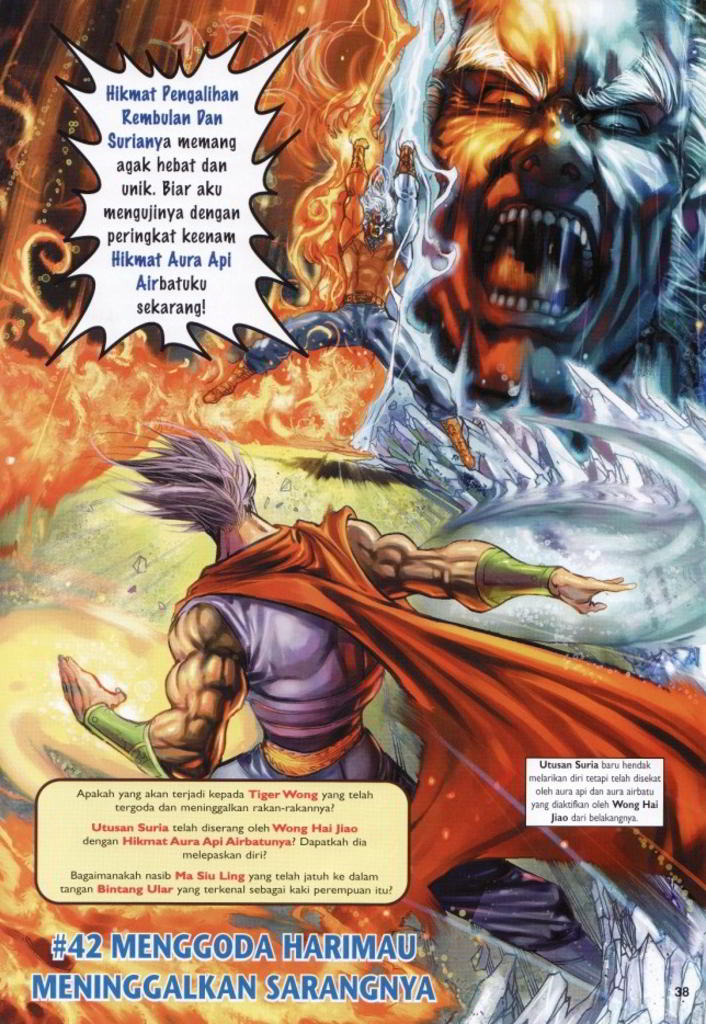 Hikmat Pengalihan
Rembulan Dan
Surianya memang
agak hebat dan
unik. Biar aku
mengujinya dengan
peringkat keenam
Hikmat Aura Api
Airbatuku
sekarang!
Utusan Suria baru hendak
melarikan diri tetapi telah disekat
oleh aura api dan aura airbatu
yang diaktifkan oleh Wong Hai
Jiao dari belakangnya.
Apakah yang akan terjadi kepada Tiger Wong yang telah
tergoda dan meninggalkan rakan-rakannya?
Utusan Suria telah diserang oleh Wong Hai Jiao
dengan Hikmat Aura Api Airbatunya? Dapatkah dia
melepaskan diri?
Bagaimanakah nasib Ma Siu Ling yang telah jatuh ke dalam
tangan Bintang Ular yang terkenal sebagai kaki perempuan itu?
#42 MENGGODA HARIMAU
MENINGGALKAN SARANGNYA
38